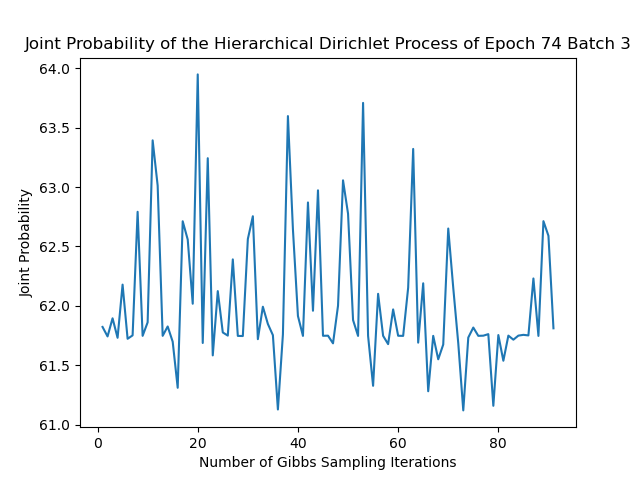 Joint Probability of the Hierarchical Dirichlet Process of Epoch 74 Batch 3
64.0
63.5
63.0
62.5
62.0
61.5
61.0
Joint Probability
0 20 40 60 80
Number of Gibbs Sampling Iterations